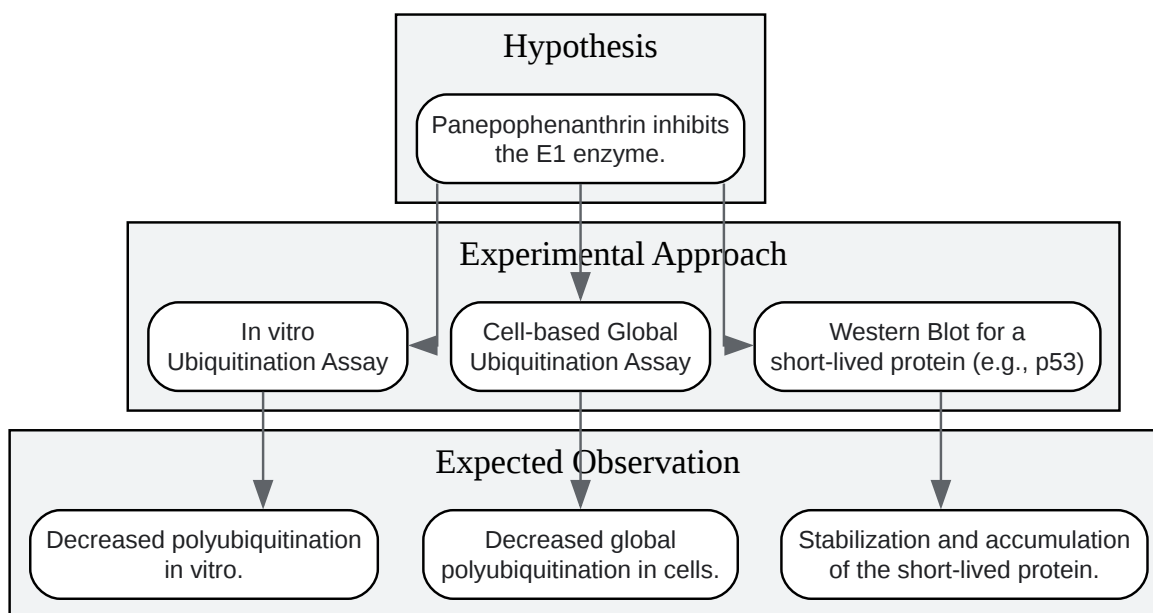 Hypothesis
Panepophenanthrin inhibits
the E1 enzyme.
Experimental Approach
In vitro
Ubiquitination Assay
Cell-based Global
Ubiquitination Assay
Western Blot for a
short-lived protein (e.g., p53)
Expected Observation
Decreased polyubiquitination
in vitro.
Decreased global
polyubiquitination in cells.
Stabilization and accumulation
of the short-lived protein.